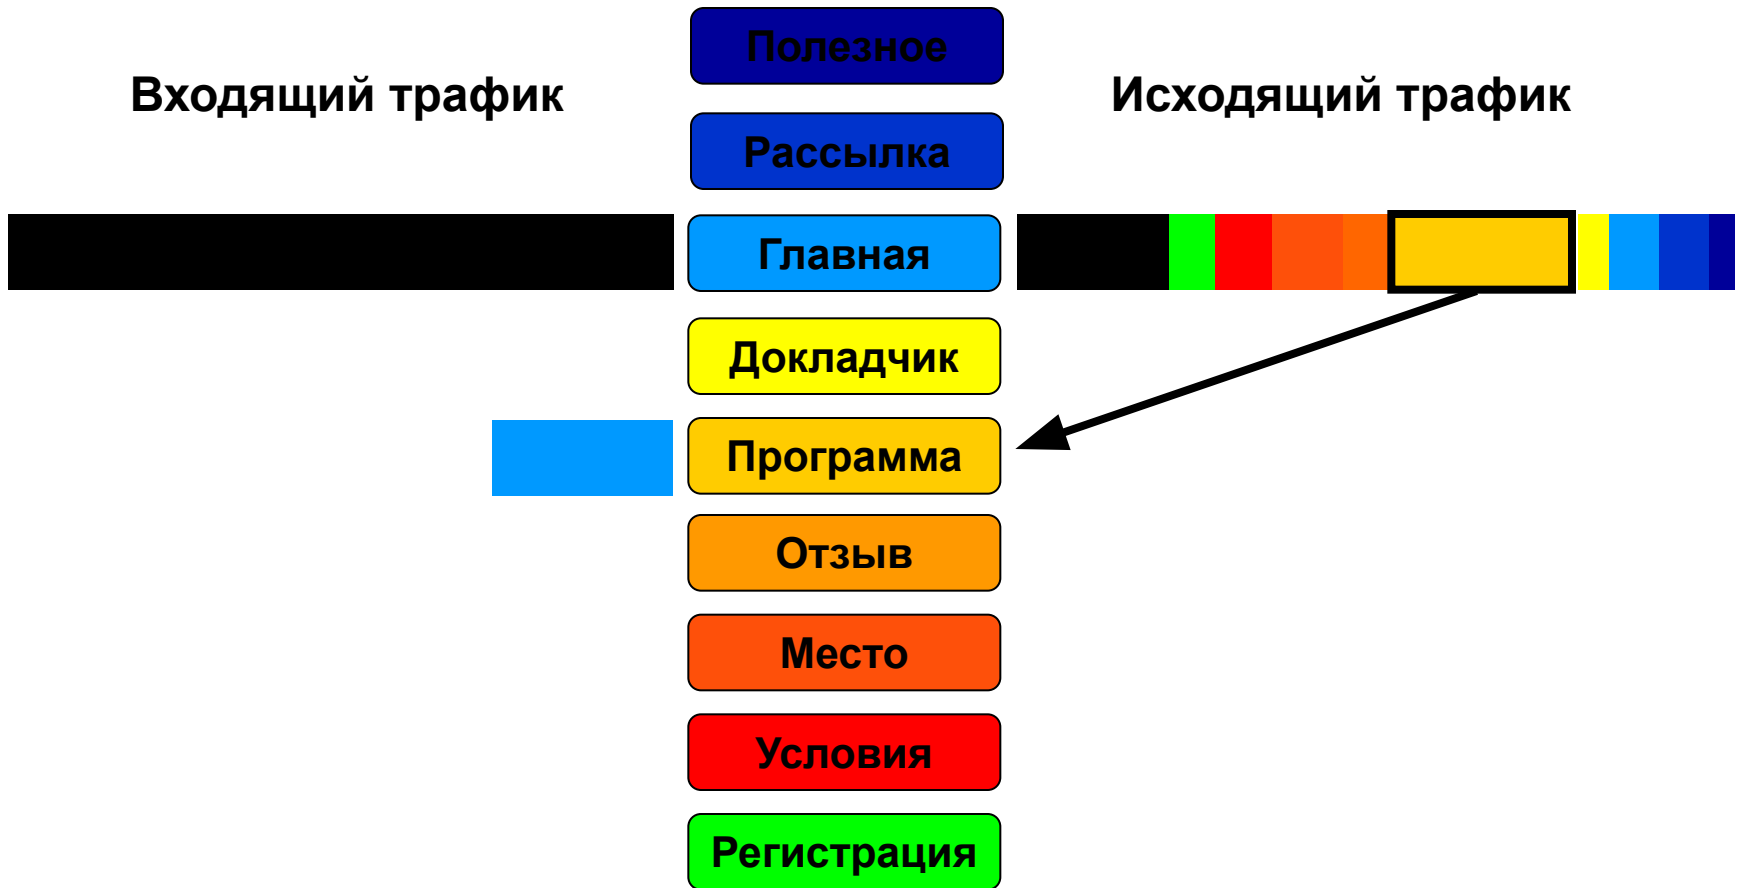 Полезное
Входящий трафик
Исходящий трафик
Рассылка
Главная
Докладчик
Программа
Отзыв
Место
Условия
Регистрация